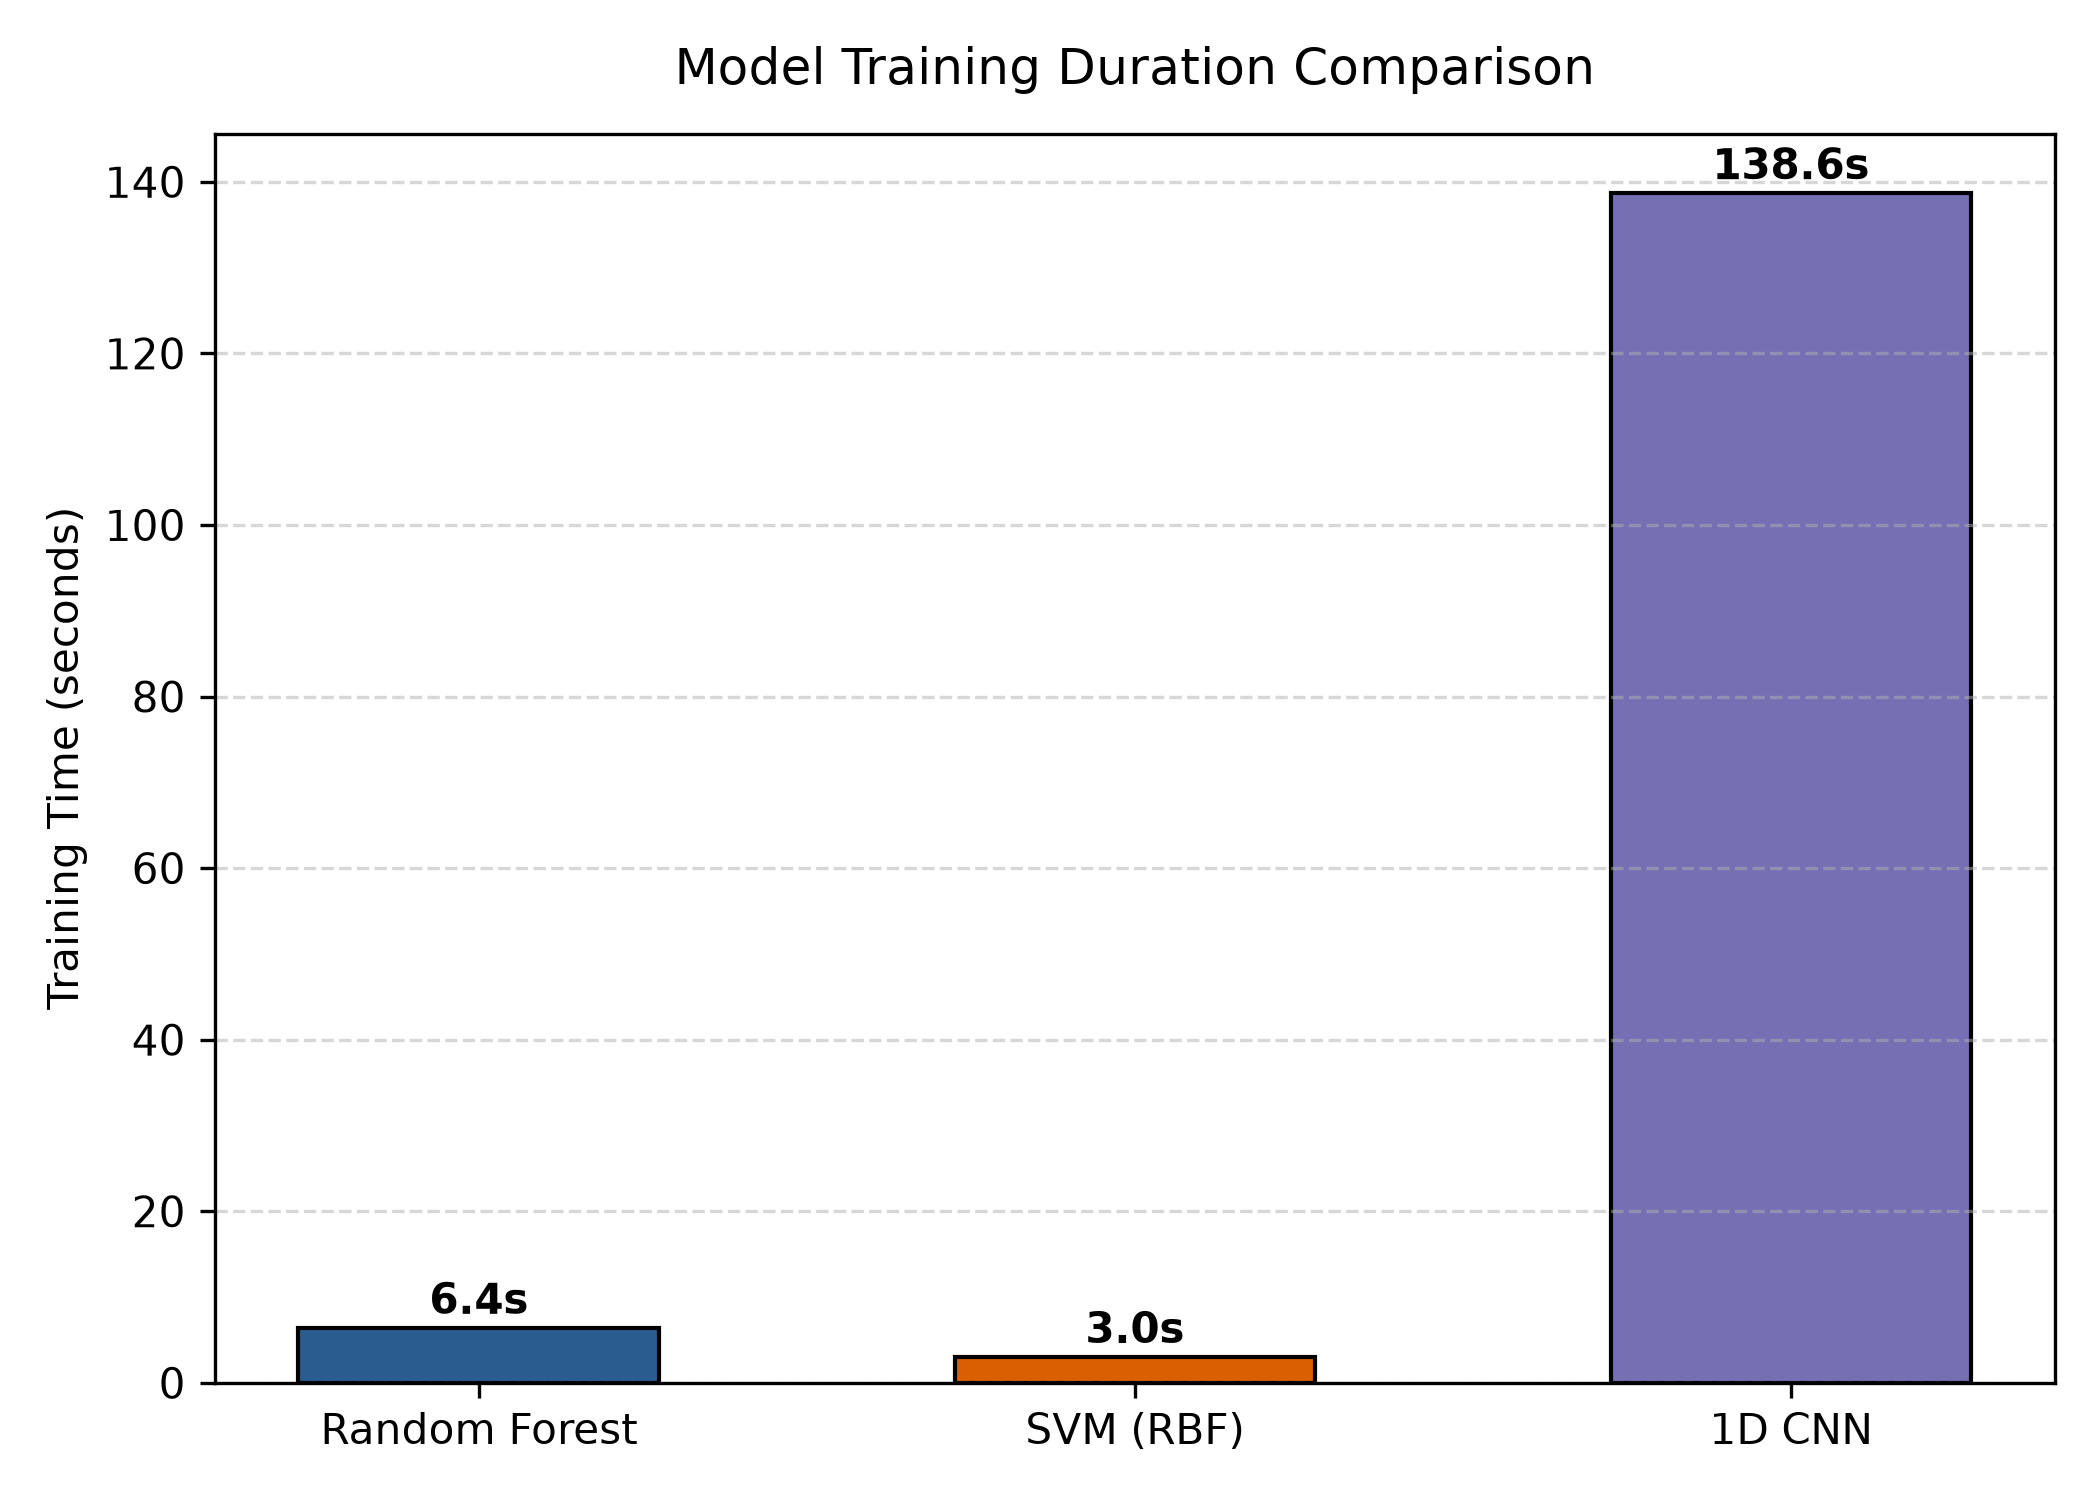 Model Training Duration Comparison
Training Time (seconds)
140
120
100
80
60
40
20
0
6.4s
3.0s
138.6s
Random Forest
SVM (RBF)
1D CNN